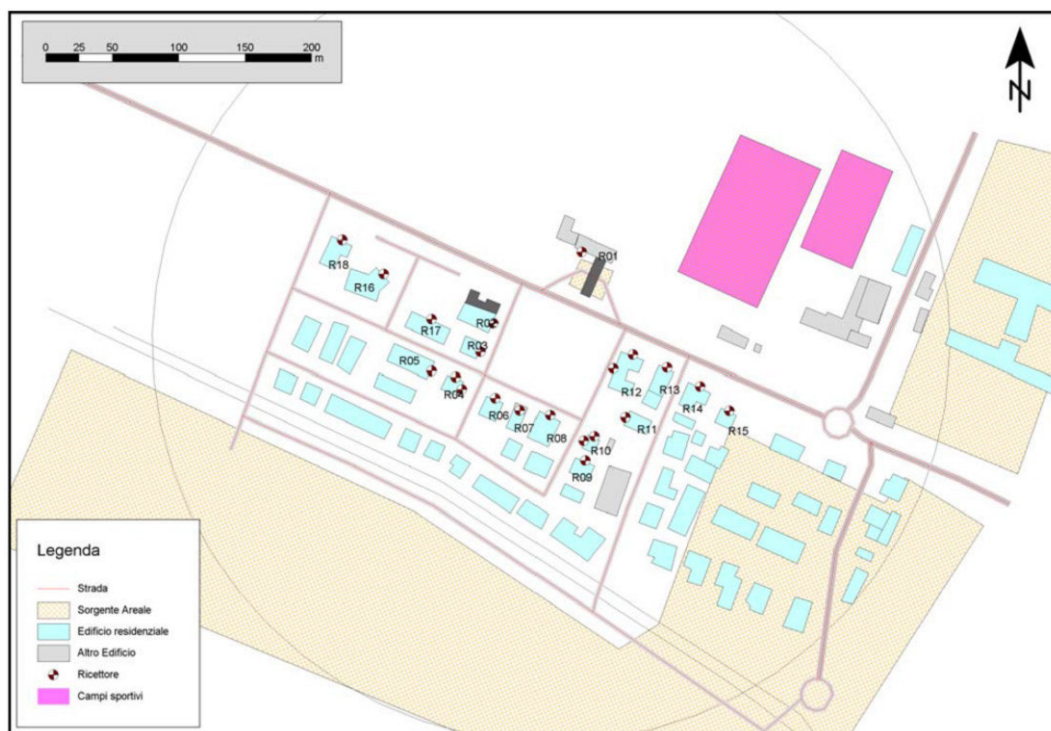 0 25 50 100 150 200
m
N
R01
R18
R16
R02
R17
R03
R05
R04
R12
R13
R14
R06
R07
R08
R15
R11
R10
R09
Legenda
Strada
Sorgente Areale
Edificio residenziale
Altro Edificio
Ricettore
Campi sportivi